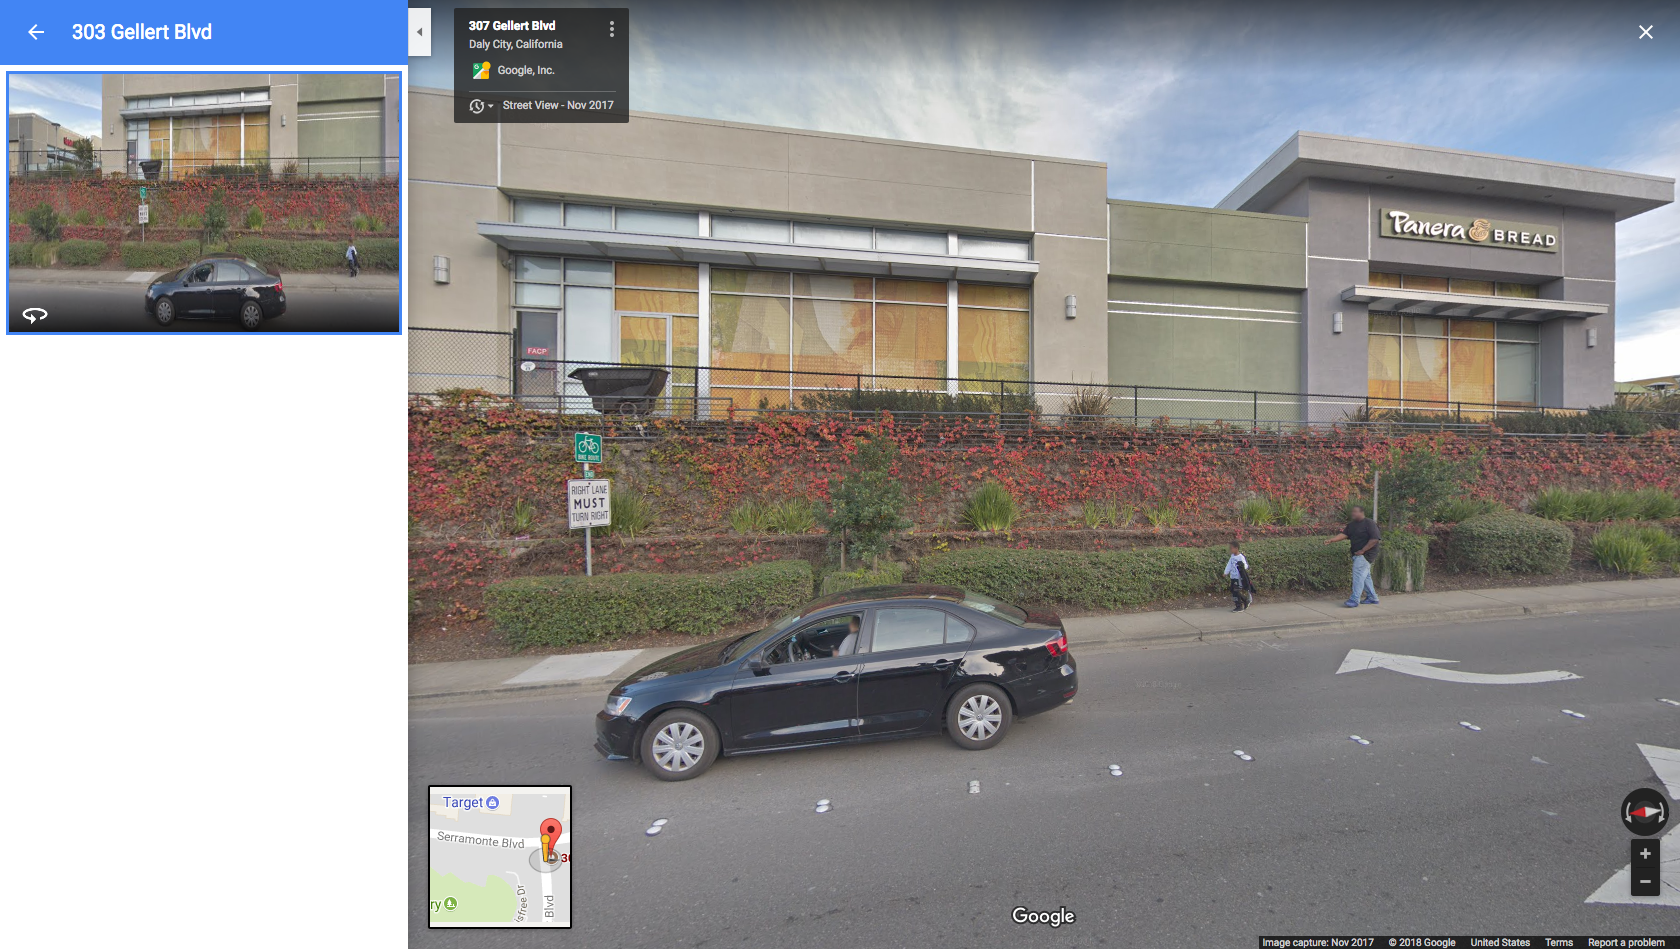 303 Gellert Blvd
307 Gellert Blvd
Daly City, California
Google, Inc.
Street View - Nov 2017
Panera BREAD
FACP
BIKE ROUTE
END
RIGHT LANE
MUST
TURN RIGHT
Target
Serramonte Blvd
30
ry
isfree Dr
Blvd
Google
Image capture: Nov 2017 © 2018 Google United States Terms Report a problem